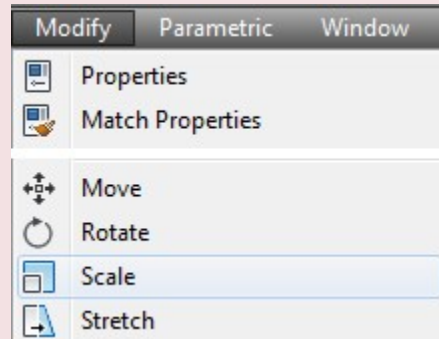 Modify Parametric Window
Properties
Match Properties
Move
Rotate
Scale
Stretch